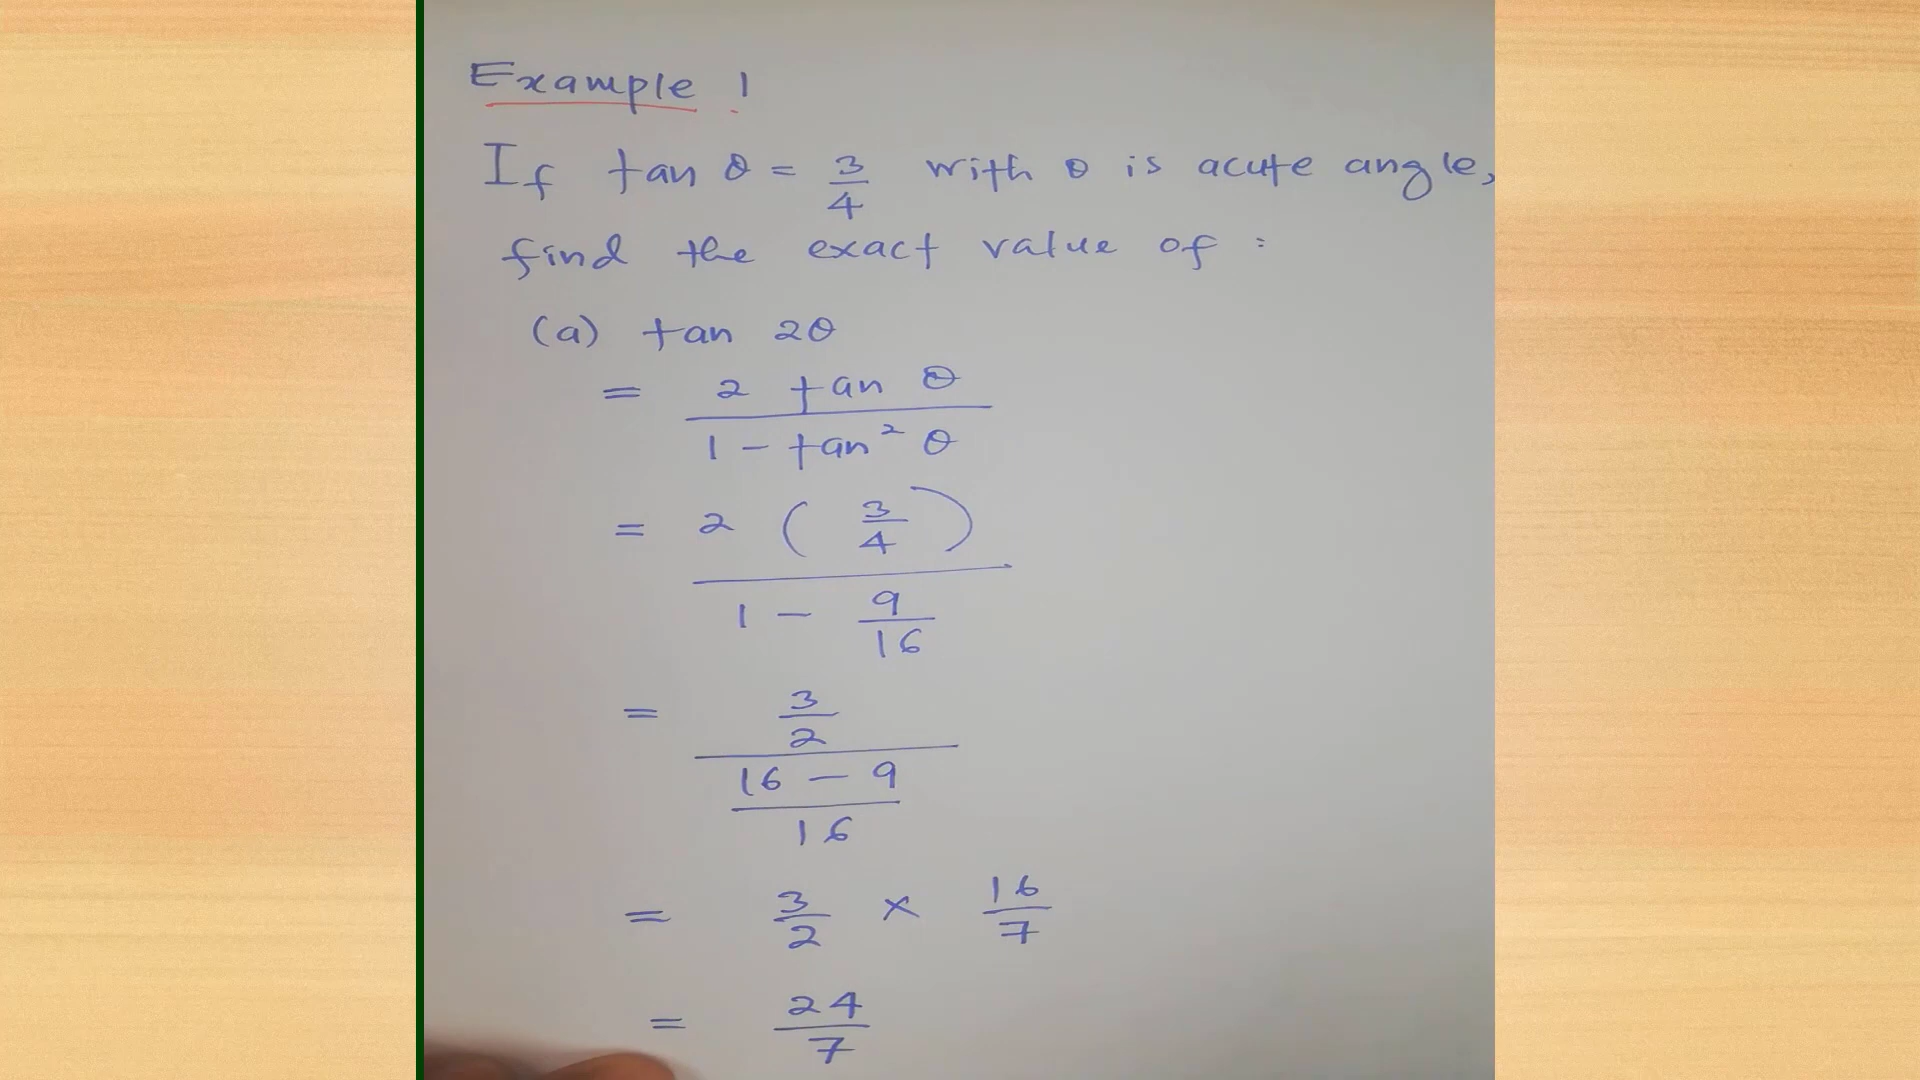 Example 1
If tan θ = 3/4 with θ is acute angle,
find the exact value of :
(a) tan 2θ
= 2 tan θ / 1 - tan² θ
= 2 (3/4) / 1 - 9/16
= 3/2 / 16 - 9/16
= 3/2 × 16/7
= 24/7